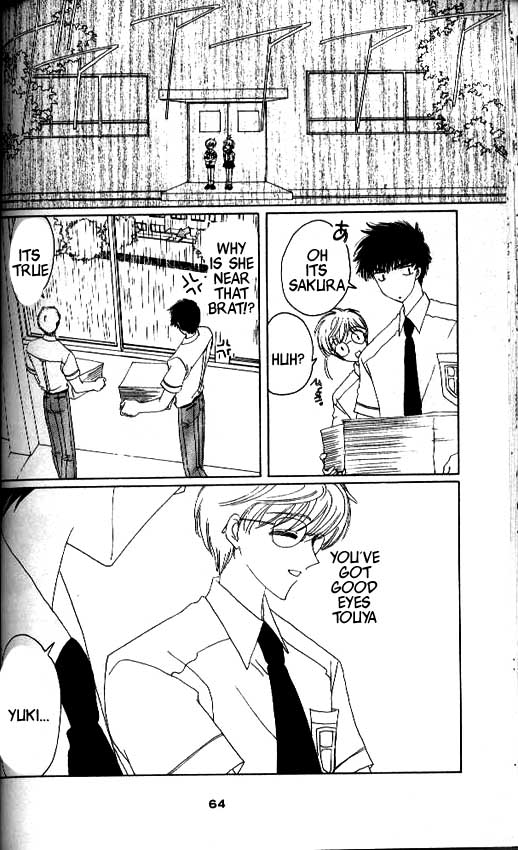 あ
OH
ITS
SAKURA
HUH?
WHY
IS SHE
NEAR
THAT
BRAT!?
ITS
TRUE
YOU'VE
GOT
GOOD
EYES
TOUYA
YUKI...
64